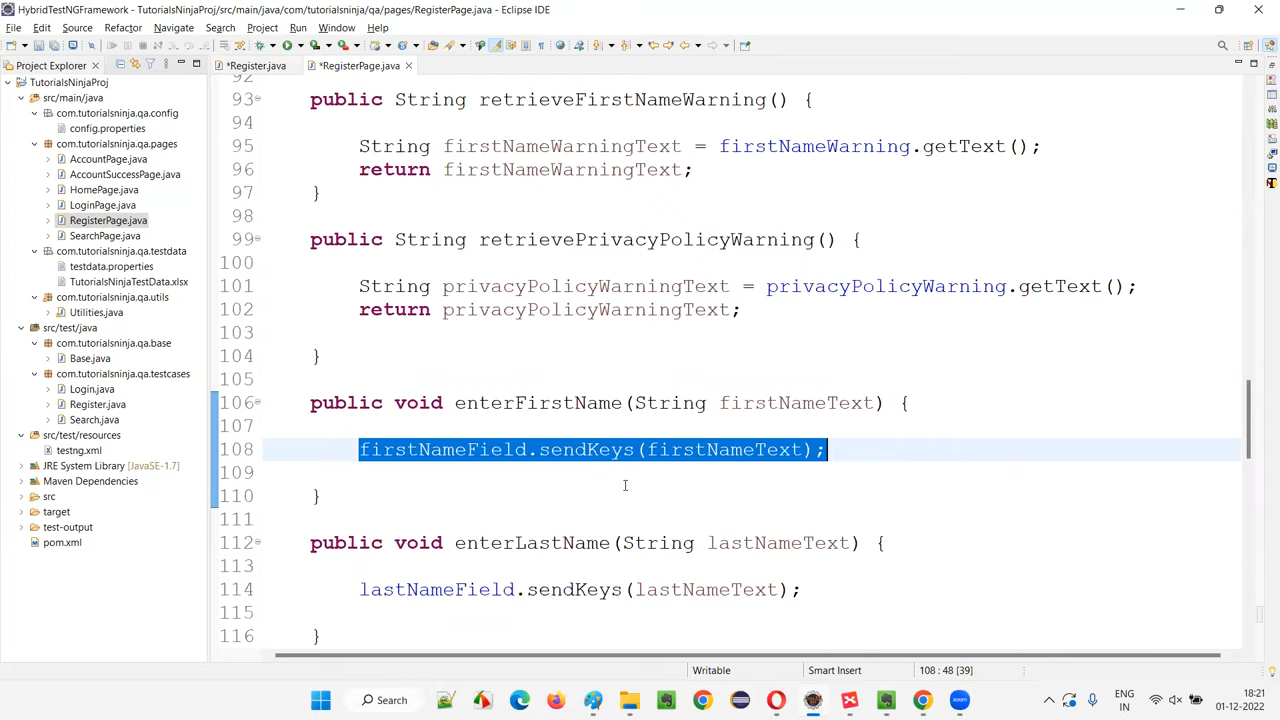 HybridTestNGFramework - TutorialsNinjaProj/src/main/java/com/tutorialsninja/qa/pages/RegisterPage.java - Eclipse IDE
File Edit Source Refactor Navigate Search Project Run Window Help
Project Explorer
*Register.java *RegisterPage.java
TutorialsNinjaProj
src/main/java
com.tutorialsninja.qa.config
config.properties
com.tutorialsninja.qa.pages
AccountPage.java
AccountSuccessPage.java
HomePage.java
LoginPage.java
RegisterPage.java
SearchPage.java
com.tutorialsninja.qa.testdata
testdata.properties
TutorialsNinjaTestData.xlsx
com.tutorialsninja.qa.utils
Utilities.java
src/test/java
com.tutorialsninja.qa.base
Base.java
com.tutorialsninja.qa.testcases
Login.java
Register.java
Search.java
src/test/resources
testng.xml
JRE System Library [JavaSE-1.7]
Maven Dependencies
src
target
test-output
pom.xml
92
93 public String retrieveFirstNameWarning() {
94
95 String firstNameWarningText = firstNameWarning.getText();
96 return firstNameWarningText;
97 }
98
99 public String retrievePrivacyPolicyWarning() {
100
101 String privacyPolicyWarningText = privacyPolicyWarning.getText();
102 return privacyPolicyWarningText;
103
104 }
105
106 public void enterFirstName(String firstNameText) {
107
108 firstNameField.sendKeys(firstNameText);
109
110 }
111
112 public void enterLastName(String lastNameText) {
113
114 lastNameField.sendKeys(lastNameText);
115
116 }
Writable Smart Insert 108 : 48 [39]
Search
ENG
IN
18:21
01-12-2022